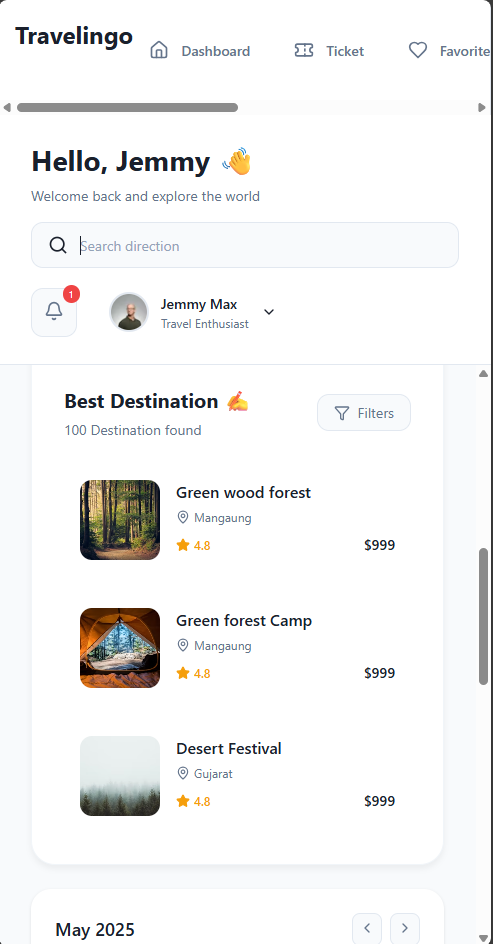 Travelingo
Dashboard
Ticket
Favorite
Hello, Jemmy 👋
Welcome back and explore the world
Search direction
1
Jemmy Max
Travel Enthusiast
Best Destination ✍️
100 Destination found
Filters
Green wood forest
Mangaung
4.8
$999
Green forest Camp
Mangaung
4.8
$999
Desert Festival
Gujarat
4.8
$999
May 2025